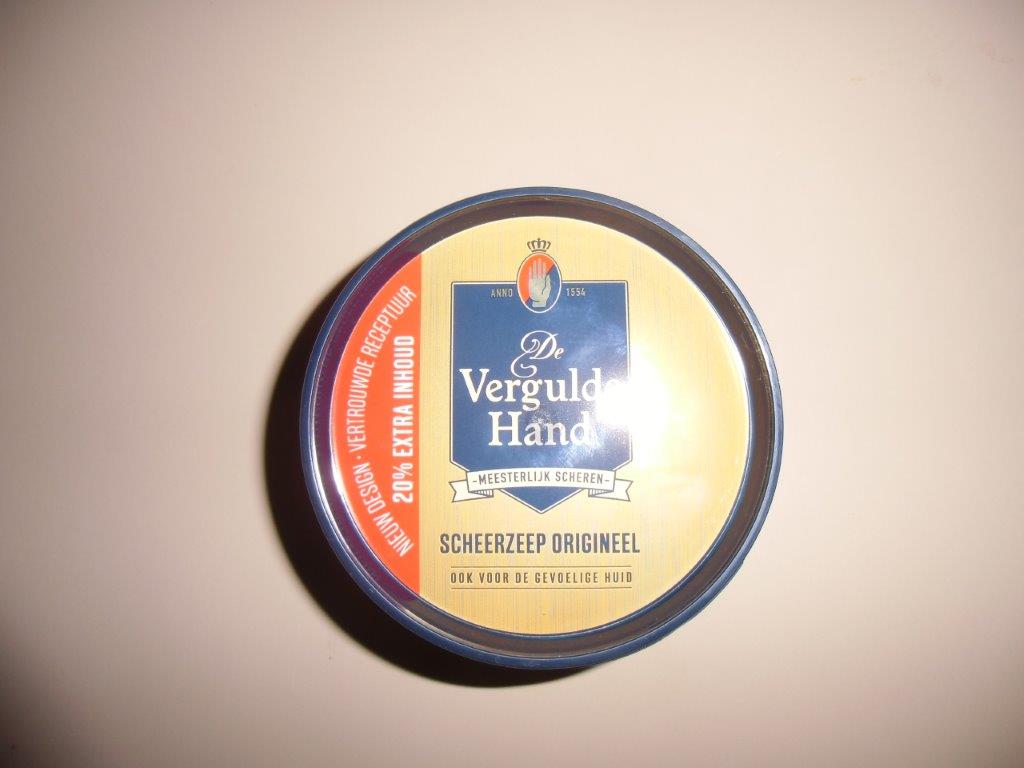 ANNO 1554
De
Vergulde
Hand
-MEESTERLIJK SCHEREN-
SCHEERZEEP ORIGINEEL
OOK VOOR DE GEVOELIGE HUID
NIEUW DESIGN · VERTROUWDE RECEPTUUR
20% EXTRA INHOUD